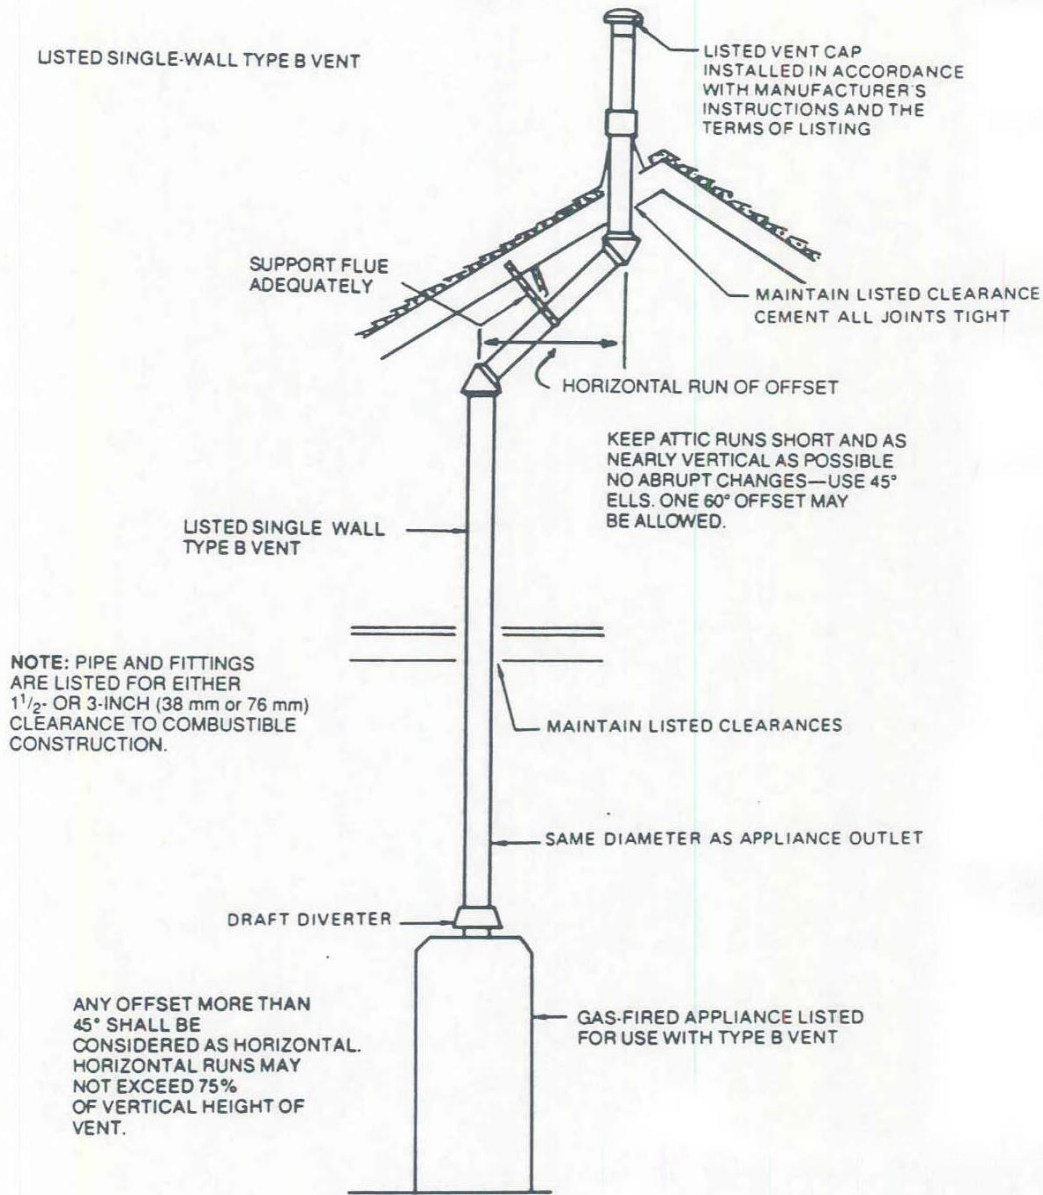 LISTED SINGLE-WALL TYPE B VENT
LISTED VENT CAP
INSTALLED IN ACCORDANCE
WITH MANUFACTURER'S
INSTRUCTIONS AND THE
TERMS OF LISTING
SUPPORT FLUE
ADEQUATELY
MAINTAIN LISTED CLEARANCE
CEMENT ALL JOINTS TIGHT
HORIZONTAL RUN OF OFFSET
KEEP ATTIC RUNS SHORT AND AS
NEARLY VERTICAL AS POSSIBLE
NO ABRUPT CHANGES—USE 45°
ELLS. ONE 60° OFFSET MAY
BE ALLOWED.
LISTED SINGLE WALL
TYPE B VENT
NOTE: PIPE AND FITTINGS
ARE LISTED FOR EITHER
1 1/2- OR 3-INCH (38 mm or 76 mm)
CLEARANCE TO COMBUSTIBLE
CONSTRUCTION.
MAINTAIN LISTED CLEARANCES
SAME DIAMETER AS APPLIANCE OUTLET
DRAFT DIVERTER
ANY OFFSET MORE THAN
45° SHALL BE
CONSIDERED AS HORIZONTAL.
HORIZONTAL RUNS MAY
NOT EXCEED 75%
OF VERTICAL HEIGHT OF
VENT.
GAS-FIRED APPLIANCE LISTED
FOR USE WITH TYPE B VENT